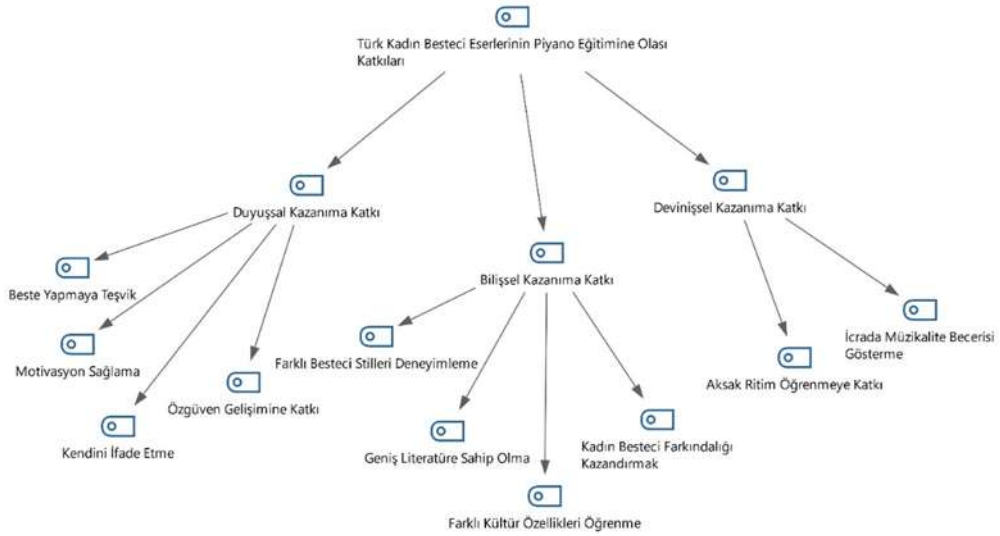 Türk Kadın Besteci Eserlerinin Piyano Eğitimine Olası
Katkıları
Duyuşsal Kazanıma Katkı
Devinişsel Kazanıma Katkı
Bilişsel Kazanıma Katkı
Beste Yapmaya Teşvik
Motivasyon Sağlama
Kendini İfade Etme
Özgüven Gelişimine Katkı
Farklı Besteci Stilleri Deneyimleme
Geniş Literatüre Sahip Olma
Farklı Kültür Özellikleri Öğrenme
Kadın Besteci Farkındalığı
Kazandırmak
Aksak Ritim Öğrenmeye Katkı
İcrada Müzikalite Becerisi
Gösterme